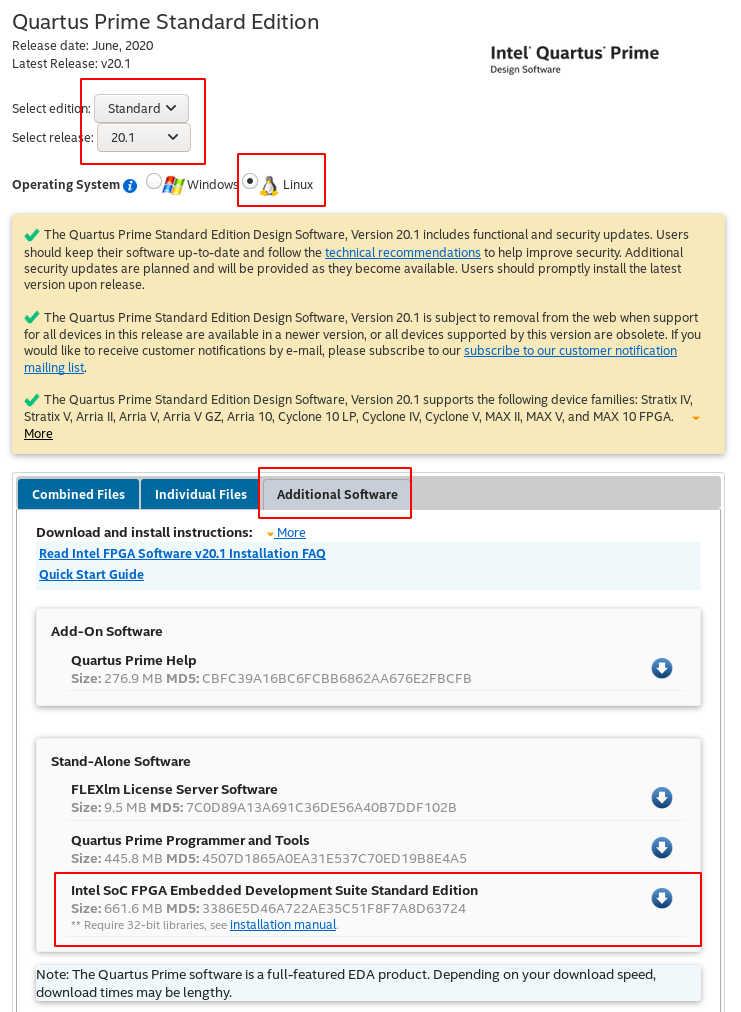 Quartus Prime Standard Edition
Release date: June, 2020
Latest Release: v20.1
Intel® Quartus® Prime
Design Software
Select edition: Standard
Select release: 20.1
Operating System Windows Linux
The Quartus Prime Standard Edition Design Software, Version 20.1 includes functional and security updates. Users
should keep their software up-to-date and follow the technical recommendations to help improve security. Additional
security updates are planned and will be provided as they become available. Users should promptly install the latest
version upon release.
The Quartus Prime Standard Edition Design Software, Version 20.1 is subject to removal from the web when support
for all devices in this release are available in a newer version, or all devices supported by this version are obsolete. If you
would like to receive customer notifications by e-mail, please subscribe to our subscribe to our customer notification
mailing list.
The Quartus Prime Standard Edition Design Software, Version 20.1 supports the following device families: Stratix IV,
Stratix V, Arria II, Arria V, Arria V GZ, Arria 10, Cyclone 10 LP, Cyclone IV, Cyclone V, MAX II, MAX V, and MAX 10 FPGA.
More
Combined Files Individual Files Additional Software
Download and install instructions: More
Read Intel FPGA Software v20.1 Installation FAQ
Quick Start Guide
Add-On Software
Quartus Prime Help
Size: 276.9 MB MD5: CBFC39A16BC6FCBB6862AA676E2FBCFB
Stand-Alone Software
FLEXlm License Server Software
Size: 9.5 MB MD5: 7C0D89A13A691C36DE56A40B7DDF102B
Quartus Prime Programmer and Tools
Size: 445.8 MB MD5: 4507D1865A0EA31E537C70ED19B8E4A5
Intel SoC FPGA Embedded Development Suite Standard Edition
Size: 661.6 MB MD5: 3386E5D46A722AE35C51F8F7A8D63724
** Require 32-bit libraries, see installation manual.
Note: The Quartus Prime software is a full-featured EDA product. Depending on your download speed,
download times may be lengthy.